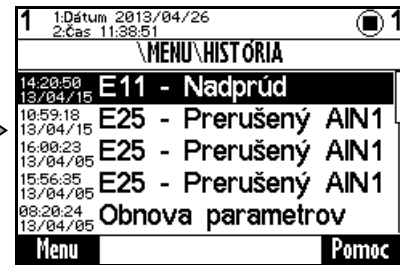 1 1:Dátum 2013/04/26 1
2:Čas 11:38:51
\MENU\HISTÓRIA
14:20:50 E11 - Nadprúd
13/04/15
10:59:18 E25 - Prerušený AIN1
13/04/15
16:00:23 E25 - Prerušený AIN1
13/04/05
15:56:35 E25 - Prerušený AIN1
13/04/05
08:20:24 Obnova parametrov
13/04/05
Menu Pomoc